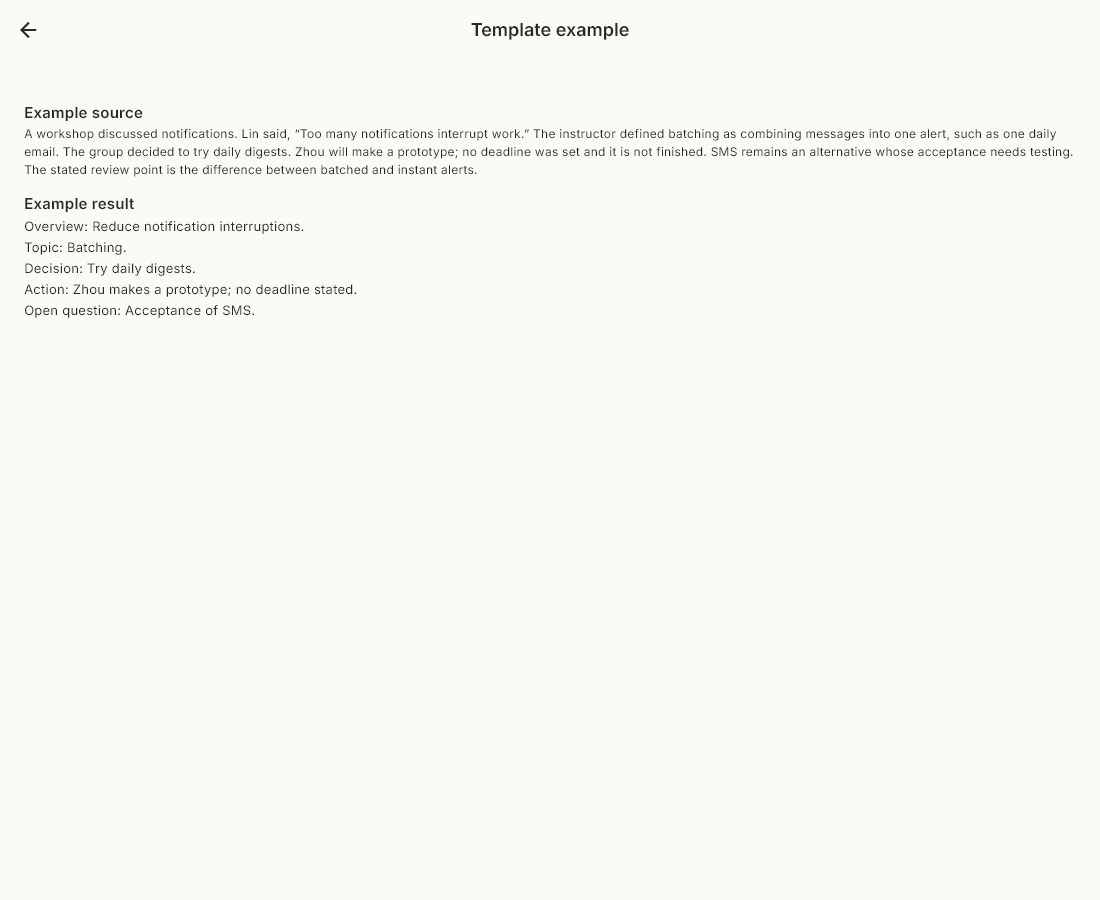 Template example
Example source
A workshop discussed notifications. Lin said, “Too many notifications interrupt work.” The instructor defined batching as combining messages into one alert, such as one daily
email. The group decided to try daily digests. Zhou will make a prototype; no deadline was set and it is not finished. SMS remains an alternative whose acceptance needs testing.
The stated review point is the difference between batched and instant alerts.
Example result
Overview: Reduce notification interruptions.
Topic: Batching.
Decision: Try daily digests.
Action: Zhou makes a prototype; no deadline stated.
Open question: Acceptance of SMS.